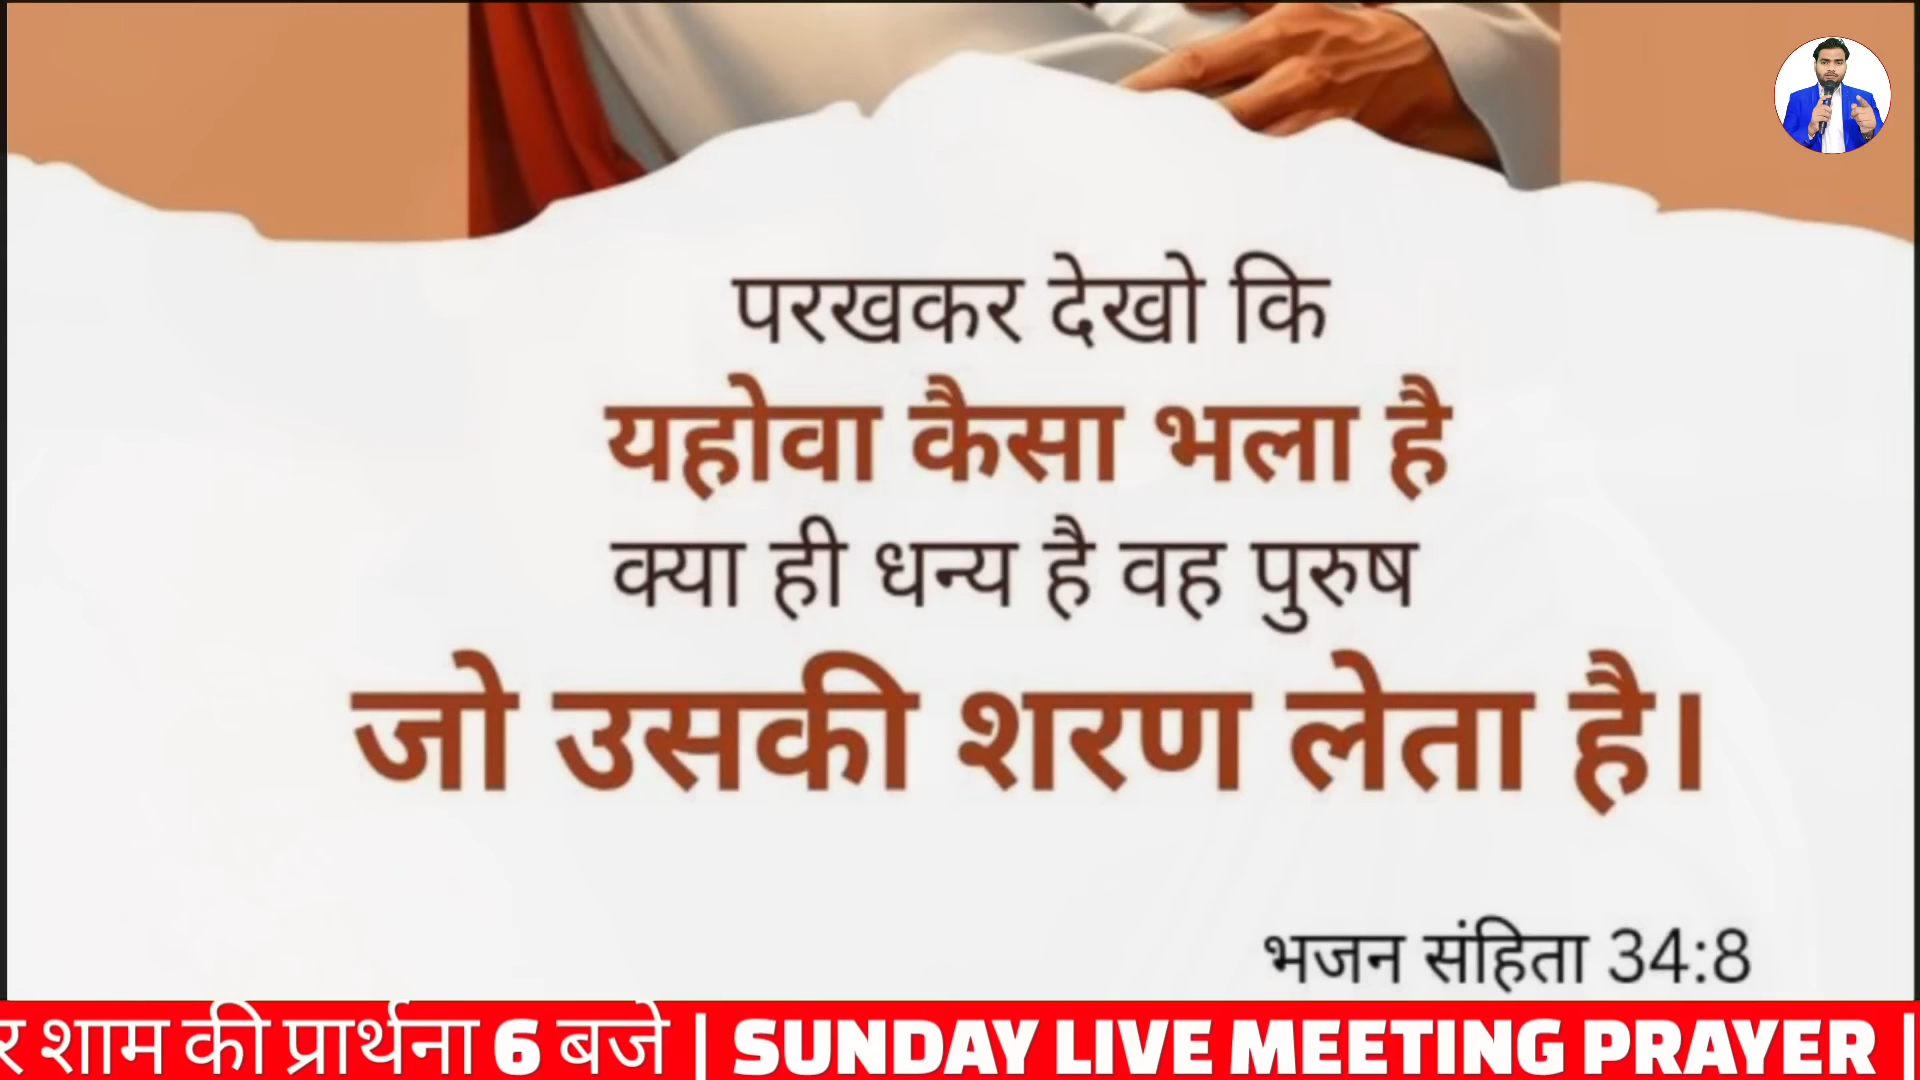 परखकर देखो कि
यहोवा कैसा भला है
क्या ही धन्य है वह पुरुष
जो उसकी शरण लेता है।
भजन संहिता 34:8
र शाम की प्रार्थना 6 बजे | SUNDAY LIVE MEETING PRAYER |